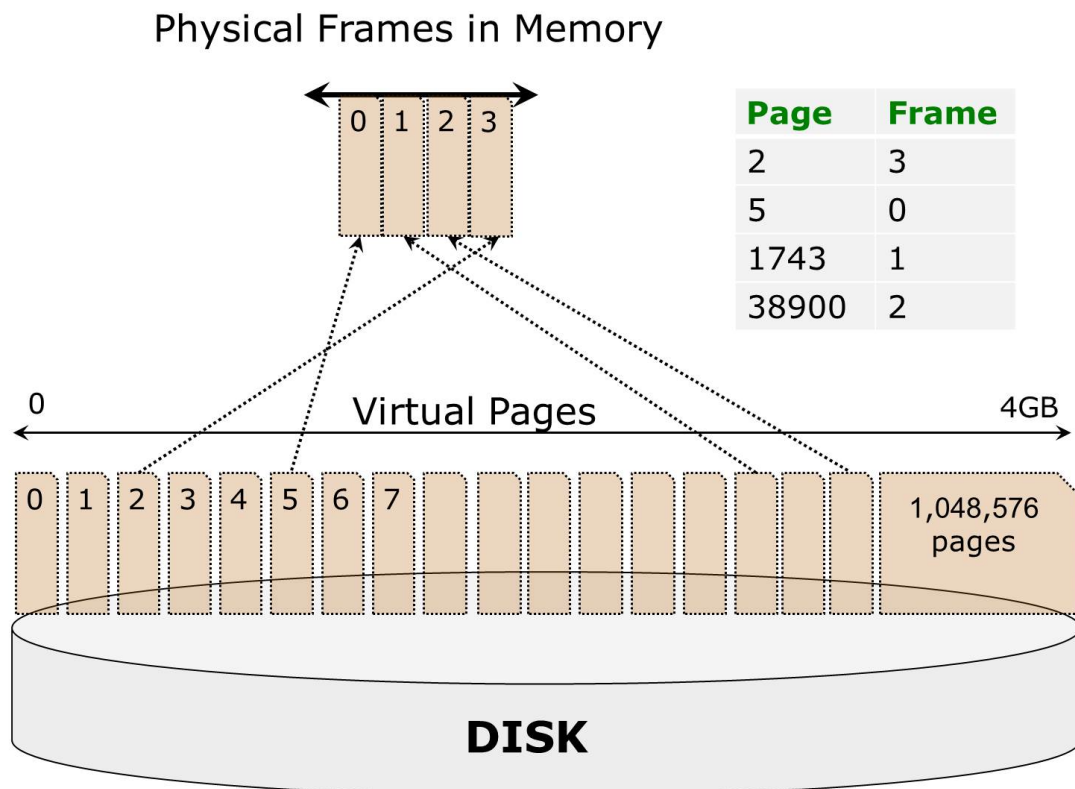 Physical Frames in Memory
0 1 2 3
Page Frame
2 3
5 0
1743 1
38900 2
0 Virtual Pages 4GB
0 1 2 3 4 5 6 7
1,048,576
pages
DISK